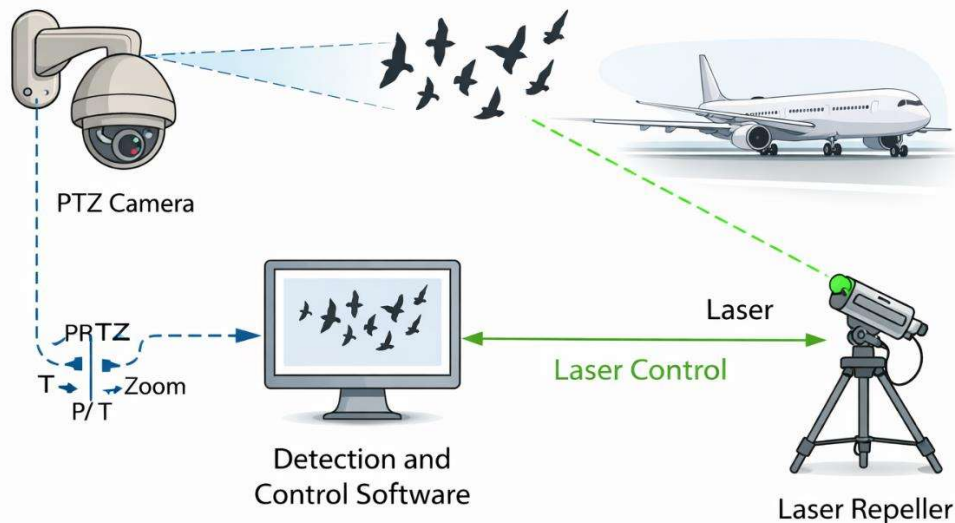 PTZ Camera
PRTZ
T
Zoom
P/ T
Detection and
Control Software
Laser
Laser Control
Laser Repeller